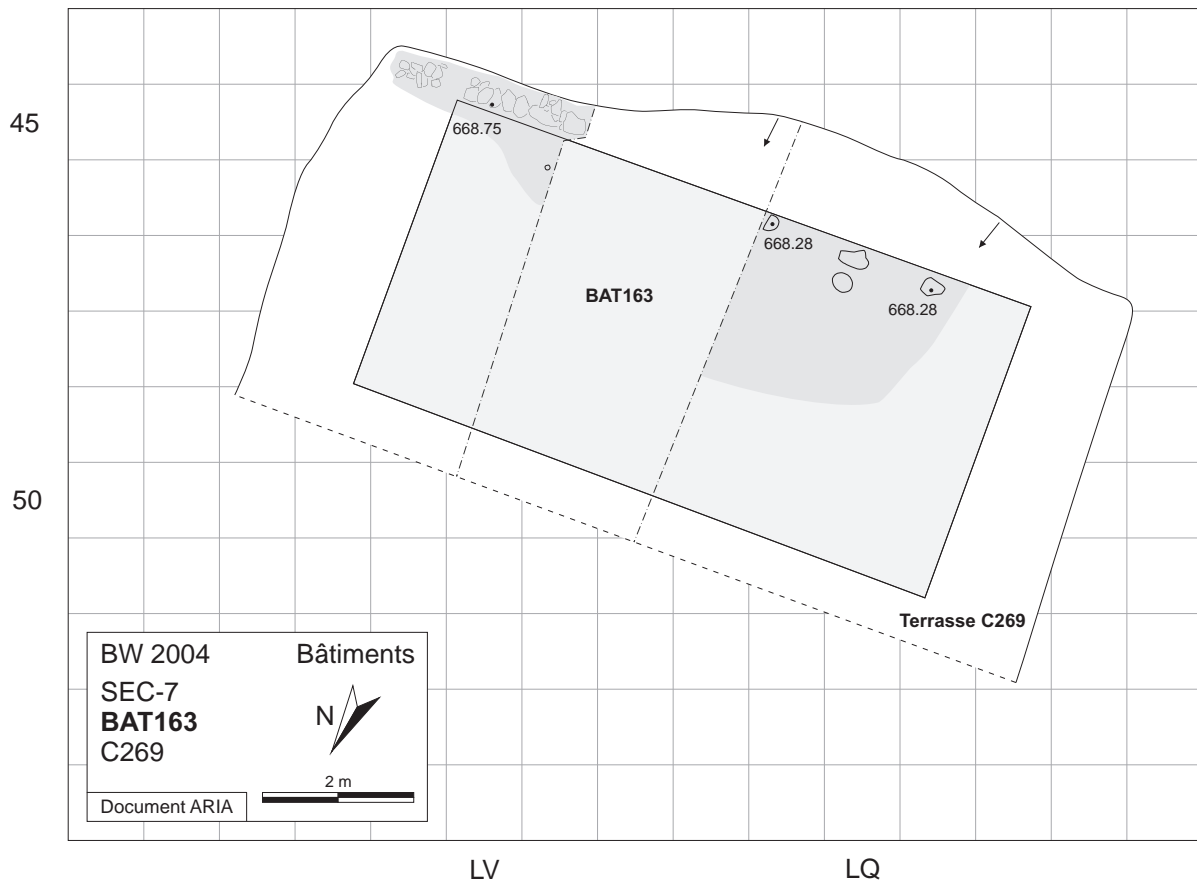 45
668.75
668.28
BAT163
668.28
50
Terrasse C269
BW 2004 Bâtiments
SEC-7
BAT163
C269
N
2 m
Document ARIA
LV LQ